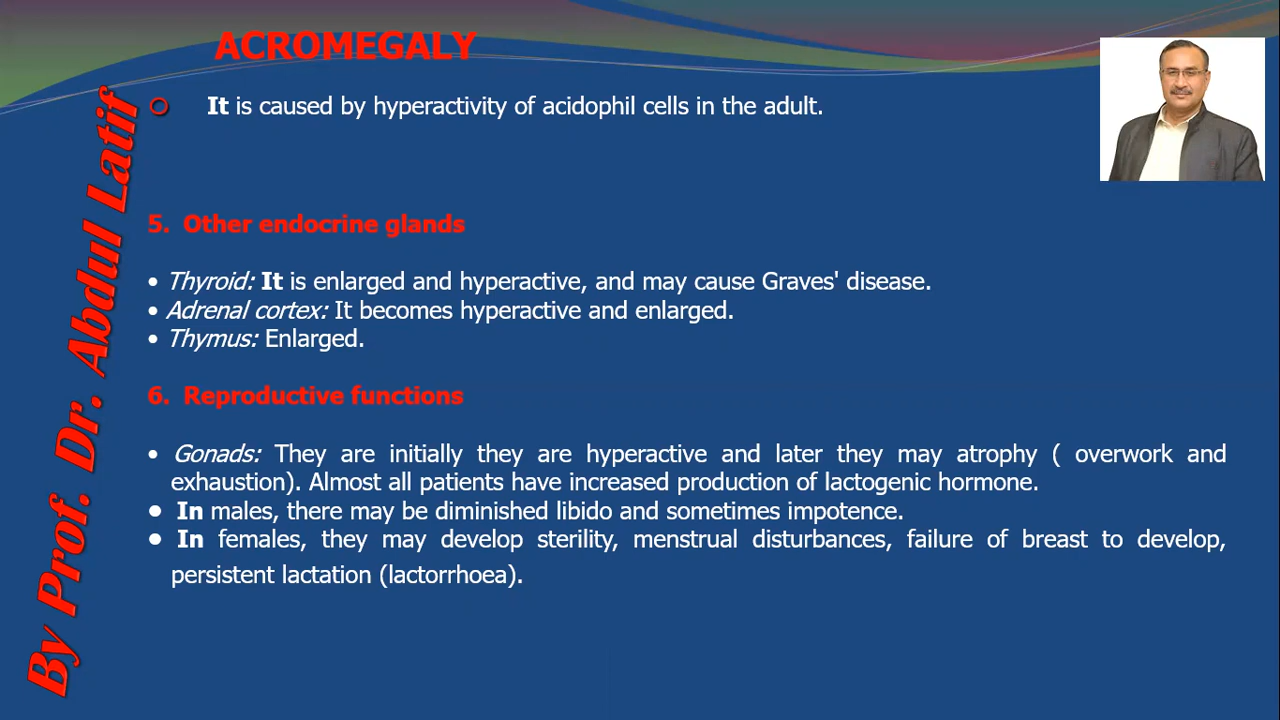 ACROMEGALY
It is caused by hyperactivity of acidophil cells in the adult.
5. Other endocrine glands
• Thyroid: It is enlarged and hyperactive, and may cause Graves' disease.
• Adrenal cortex: It becomes hyperactive and enlarged.
• Thymus: Enlarged.
6. Reproductive functions
• Gonads: They are initially they are hyperactive and later they may atrophy ( overwork and
exhaustion). Almost all patients have increased production of lactogenic hormone.
• In males, there may be diminished libido and sometimes impotence.
• In females, they may develop sterility, menstrual disturbances, failure of breast to develop,
persistent lactation (lactorrhoea).
By Prof. Dr. Abdul Latif